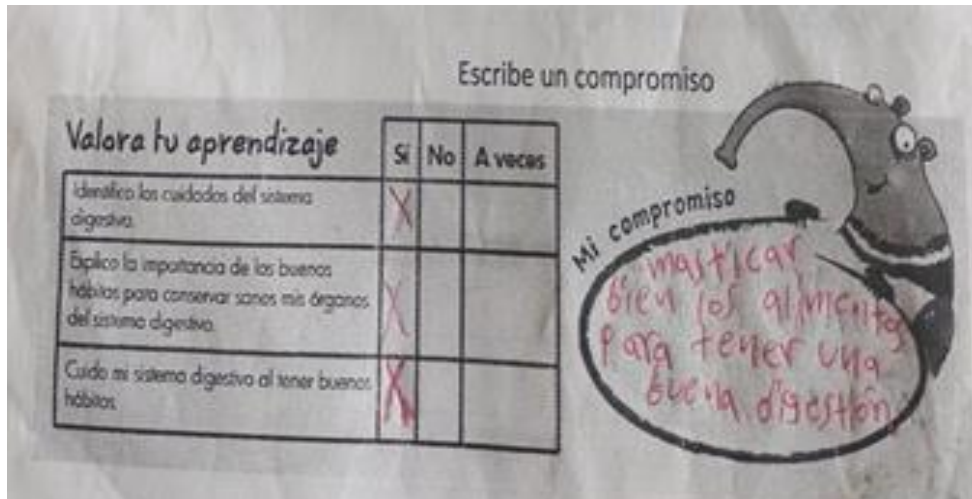 Escribe un compromiso
Valora tu aprendizaje
Si No A veces
Identifico los cuidados del sistema
digestivo.
X
Explico la importancia de los buenos
hábitos para conservar sanos mis órganos
del sistema digestivo.
X
Cuido mi sistema digestivo al tener buenos
hábitos.
X
Mi compromiso
masticar
bien los alimentos
para tener una
buena digestión